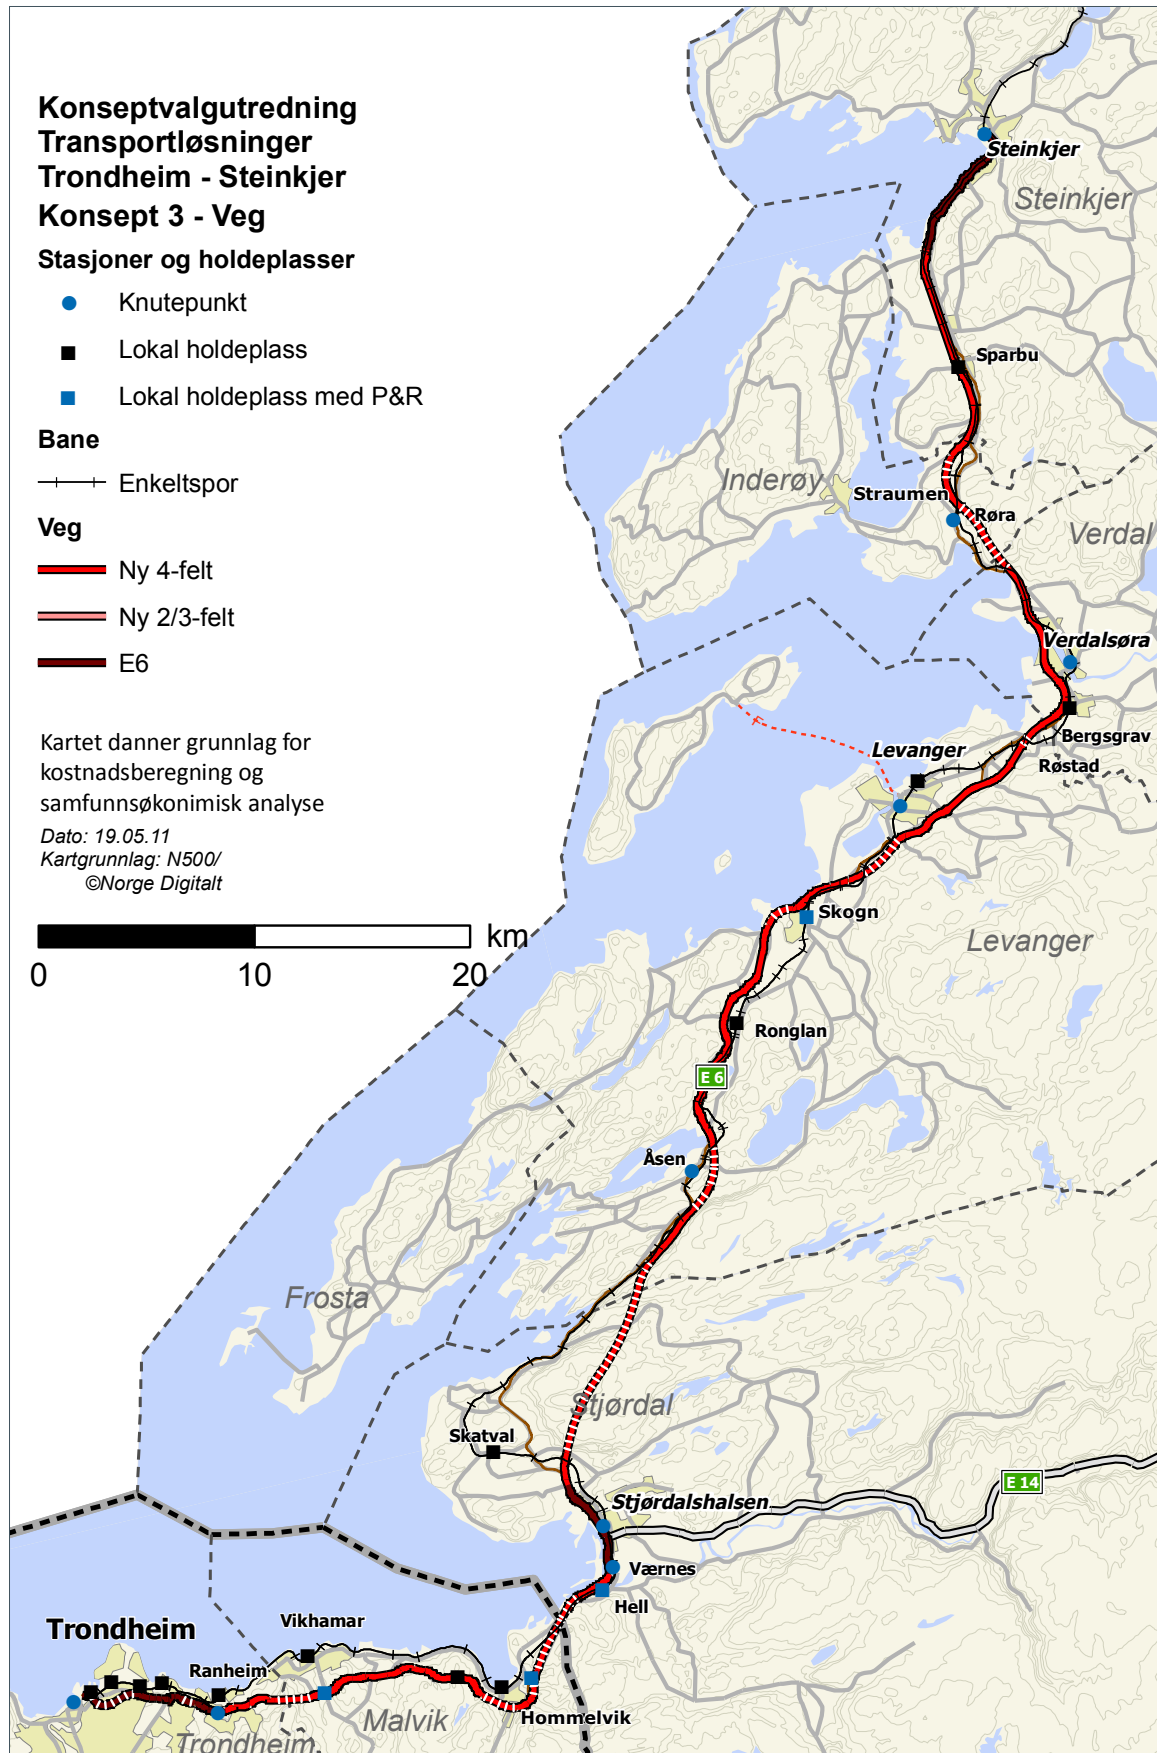 Konseptvalgutredning
Transportløsninger
Trondheim - Steinkjer
Konsept 3 - Veg
Stasjoner og holdeplasser
Knutepunkt
Lokal holdeplass
Lokal holdeplass med P&R
Bane
Enkeltspor
Veg
Ny 4-felt
Ny 2/3-felt
E6
Kartet danner grunnlag for
kostnadsberegning og
samfunnsøkonimisk analyse
Dato: 19.05.11
Kartgrunnlag: N500/
©Norge Digitalt
km
0 10 20
Steinkjer
Steinkjer
Sparbu
Inderøy
Straumen
Røra
Verdal
Verdalsøra
Bergsgrav
Levanger
Røstad
Skogn
Levanger
Ronglan
E 6
Åsen
Frosta
Stjørdal
Skatval
E 14
Stjørdalshalsen
Værnes
Hell
Trondheim
Vikhamar
Ranheim
Malvik
Hommelvik
Trondheim